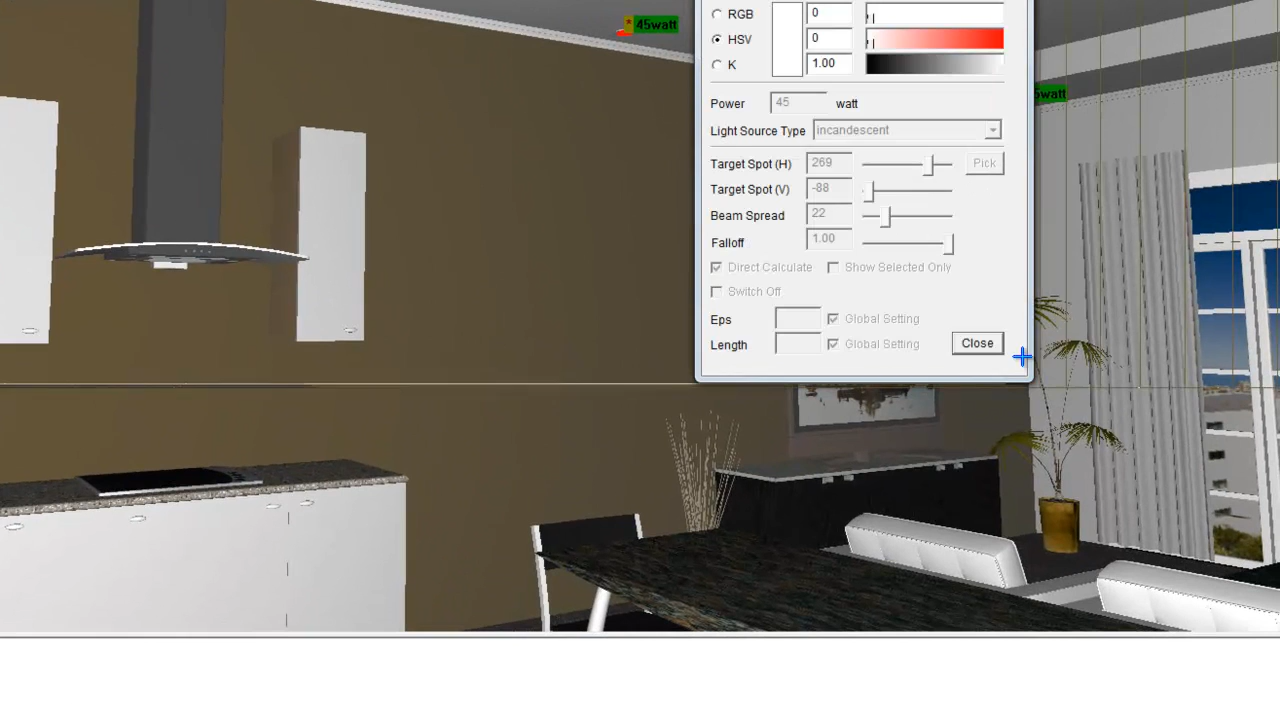 45watt
RGB 0
HSV 0
K 1.00
Power 45 watt
5watt
Light Source Type incandescent
Target Spot (H) 269 Pick
Target Spot (V) -88
Beam Spread 22
Falloff 1.00
Direct Calculate Show Selected Only
Switch Off
Eps Global Setting
Length Global Setting Close